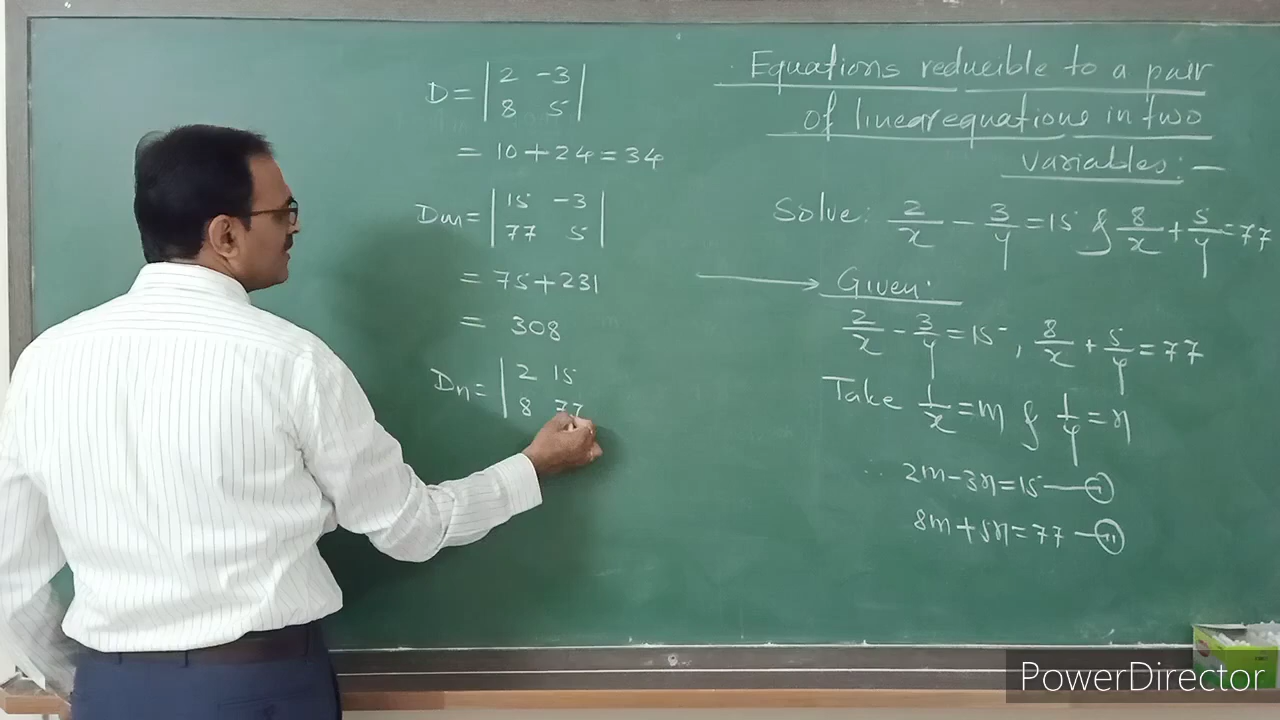 Equations reducible to a pair
of linear equations in two
variables: —
Solve: 2/x - 3/y = 15 & 8/x + 5/y = 77
→ Given:
2/x - 3/y = 15, 8/x + 5/y = 77
Take 1/x = m & 1/y = n
∴ 2m - 3n = 15 — (I)
8m + 5n = 77 — (II)
D = | 2 -3 |
| 8 5 |
= 10 + 24 = 34
Dm = | 15 -3 |
| 77 5 |
= 75 + 231
= 308
Dn = | 2 15
| 8 77
PowerDirector